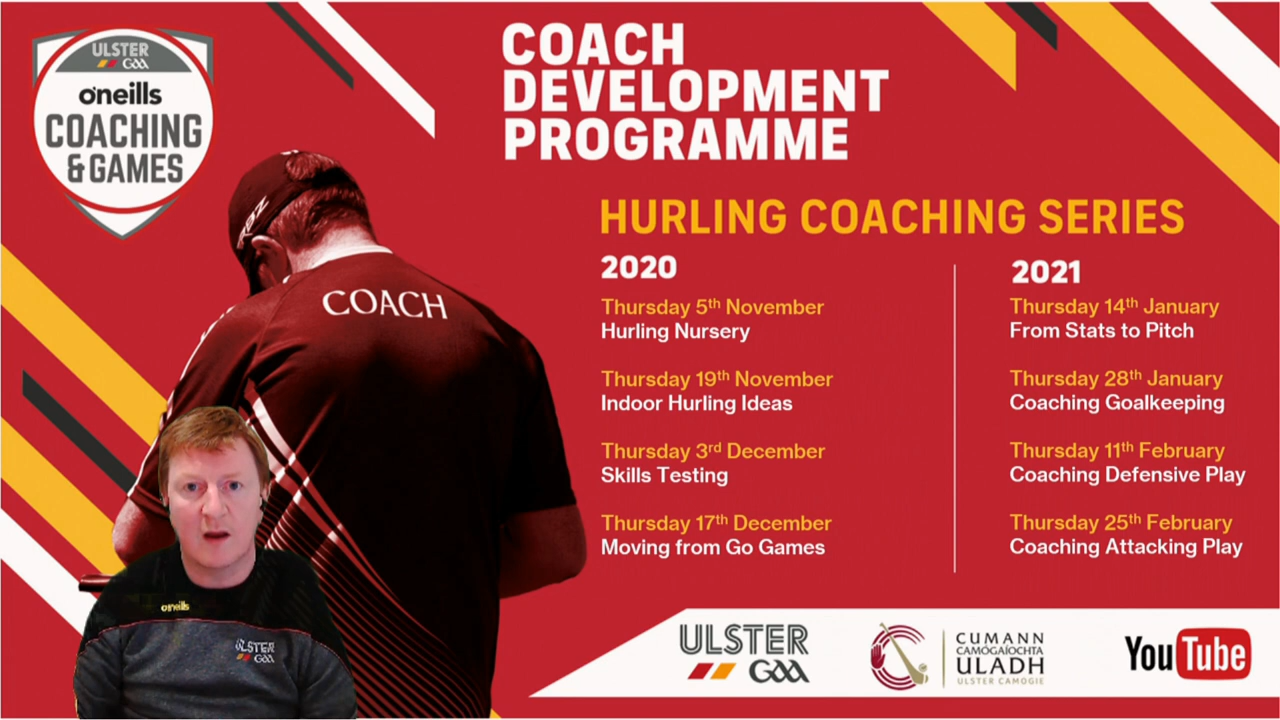 ULSTER
GAA
o'neills
COACHING
& GAMES
COACH
DEVELOPMENT
PROGRAMME
COACH
HURLING COACHING SERIES
2020
Thursday 5th November
Hurling Nursery
Thursday 19th November
Indoor Hurling Ideas
Thursday 3rd December
Skills Testing
Thursday 17th December
Moving from Go Games
2021
Thursday 14th January
From Stats to Pitch
Thursday 28th January
Coaching Goalkeeping
Thursday 11th February
Coaching Defensive Play
Thursday 25th February
Coaching Attacking Play
o'neills
ULSTER
GAA
ULSTER
GAA
CUMANN
CAMÓGAÍOCHTA
ULADH
ULSTER CAMOGIE
YouTube